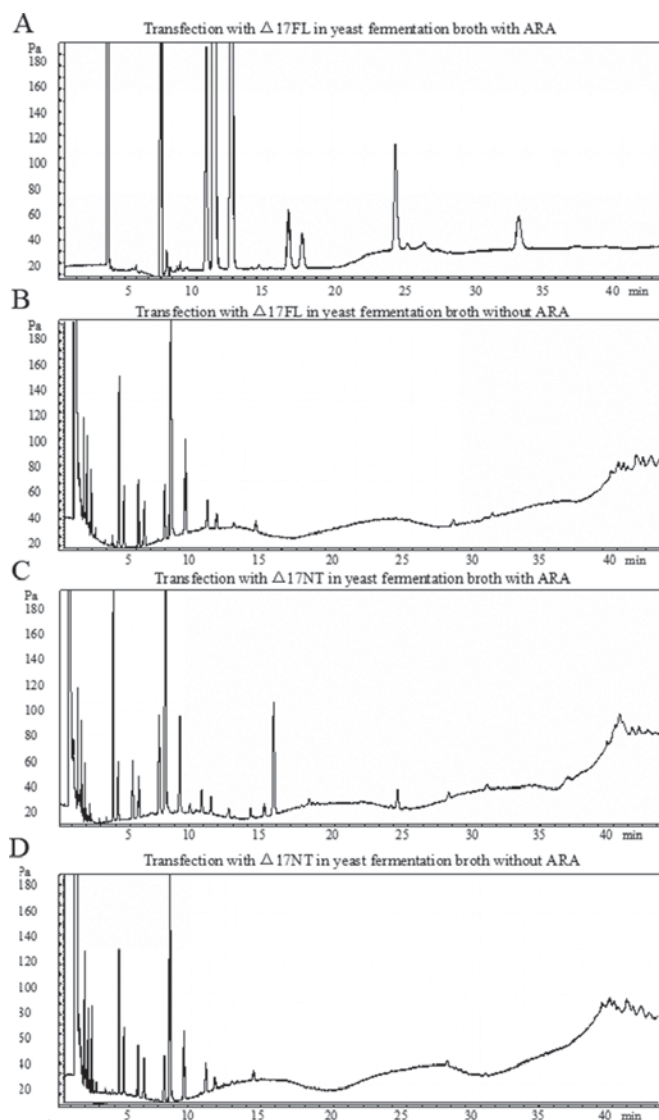 A
Transfection with △17FL in yeast fermentation broth with ARA
Pa
180
160
140
120
100
80
60
40
20
5 10 15 20 25 30 35 40 min
B
Transfection with △17FL in yeast fermentation broth without ARA
Pa
180
160
140
120
100
80
60
40
20
5 10 15 20 25 30 35 40 min
C
Transfection with △17NT in yeast fermentation broth with ARA
Pa
180
160
140
120
100
80
60
40
20
5 10 15 20 25 30 35 40 min
D
Transfection with △17NT in yeast fermentation broth without ARA
Pa
180
160
140
120
100
80
50
40
20
5 10 15 20 25 30 35 40 min